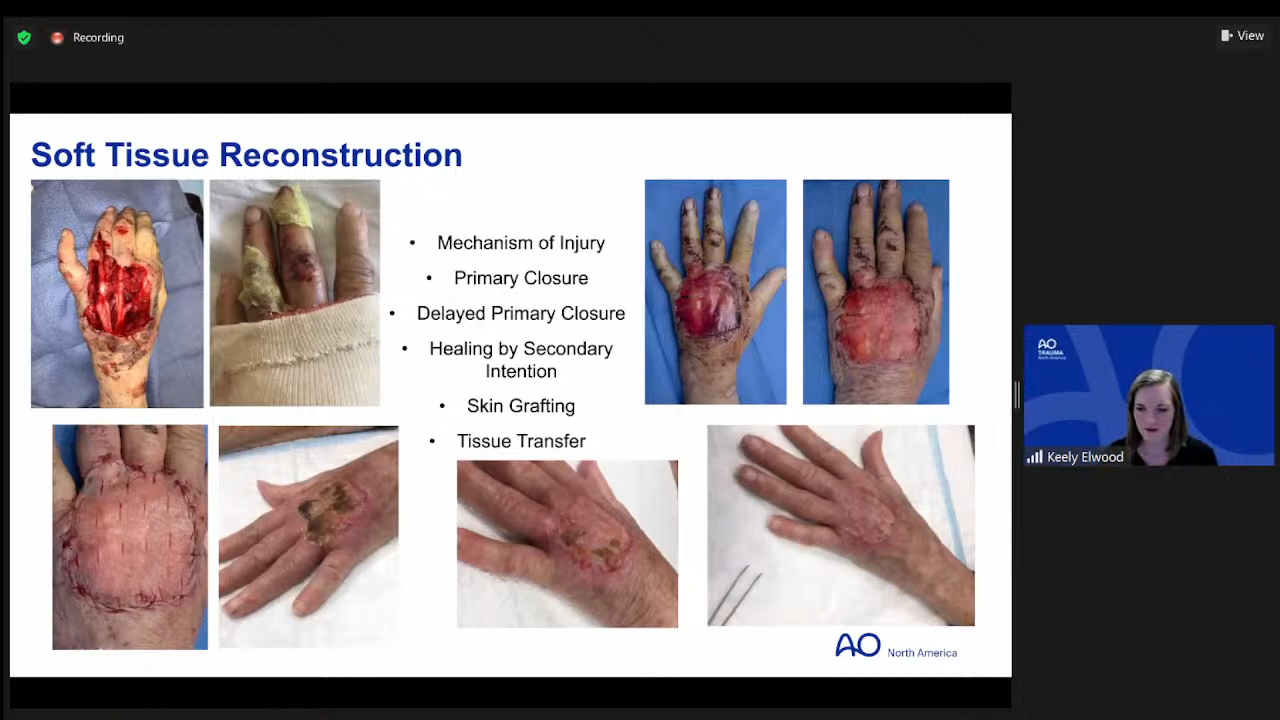 Recording
View
Soft Tissue Reconstruction
• Mechanism of Injury
• Primary Closure
• Delayed Primary Closure
• Healing by Secondary
Intention
• Skin Grafting
• Tissue Transfer
AO
TRAUMA
North America
Keely Elwood
AO North America